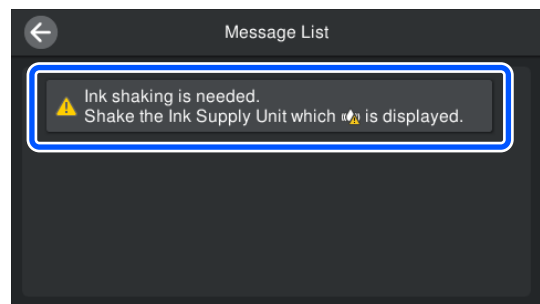 Message List
Ink shaking is needed.
Shake the Ink Supply Unit which is displayed.